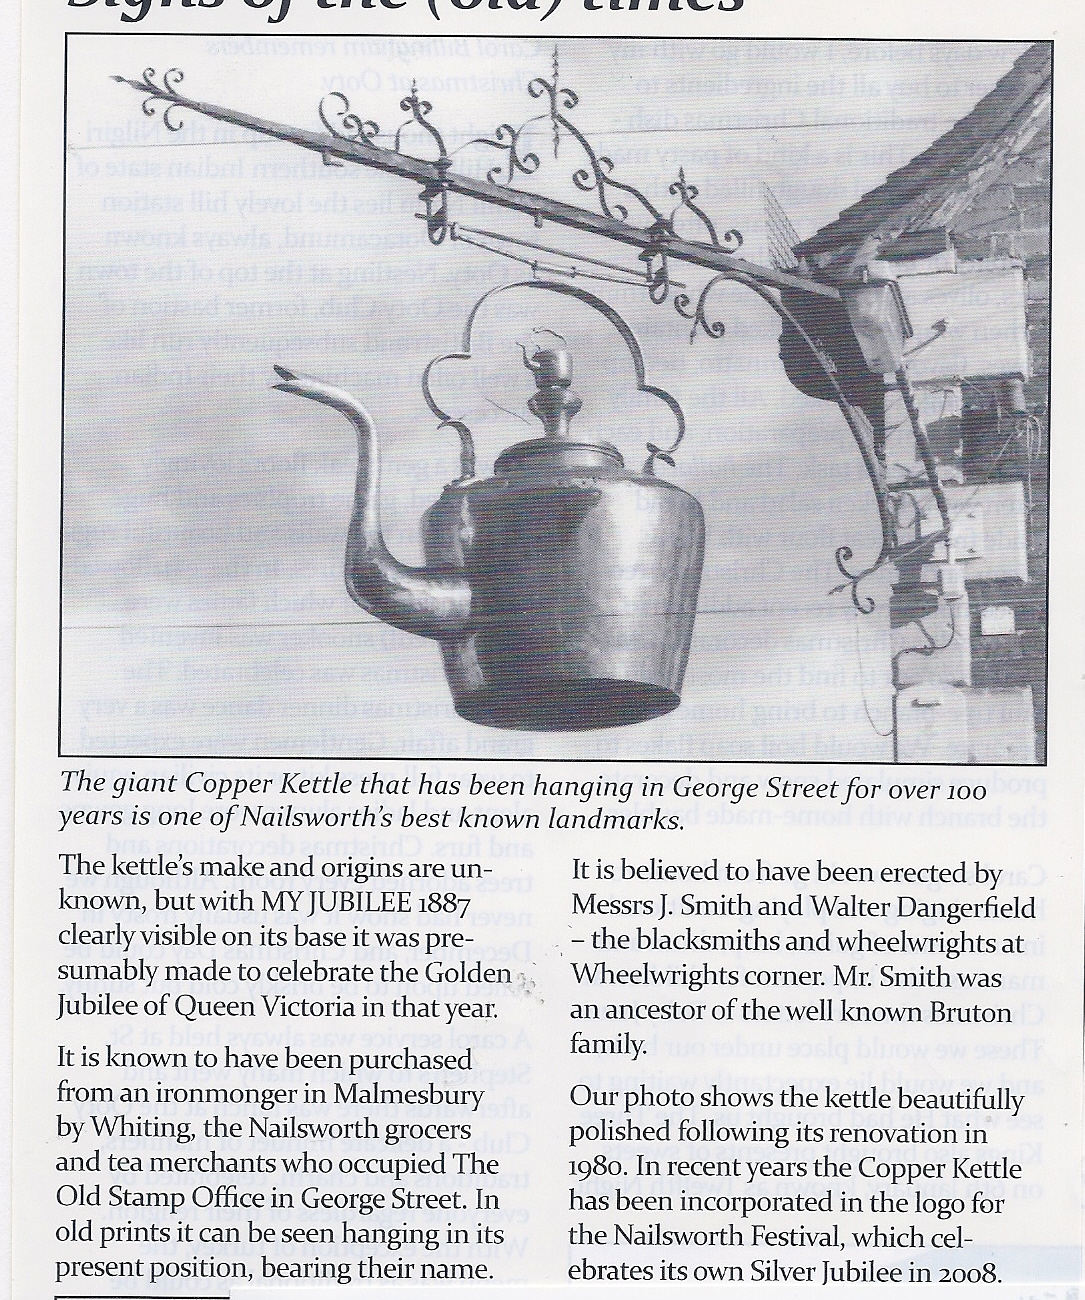 Signs of the (old) times
The giant Copper Kettle that has been hanging in George Street for over 100
years is one of Nailsworth's best known landmarks.
The kettle's make and origins are un-
known, but with MY JUBILEE 1887
clearly visible on its base it was pre-
sumably made to celebrate the Golden
Jubilee of Queen Victoria in that year.
It is known to have been purchased
from an ironmonger in Malmesbury
by Whiting, the Nailsworth grocers
and tea merchants who occupied The
Old Stamp Office in George Street. In
old prints it can be seen hanging in its
present position, bearing their name.
It is believed to have been erected by
Messrs J. Smith and Walter Dangerfield
– the blacksmiths and wheelwrights at
Wheelwrights corner. Mr. Smith was
an ancestor of the well known Bruton
family.
Our photo shows the kettle beautifully
polished following its renovation in
1980. In recent years the Copper Kettle
has been incorporated in the logo for
the Nailsworth Festival, which cel-
ebrates its own Silver Jubilee in 2008.